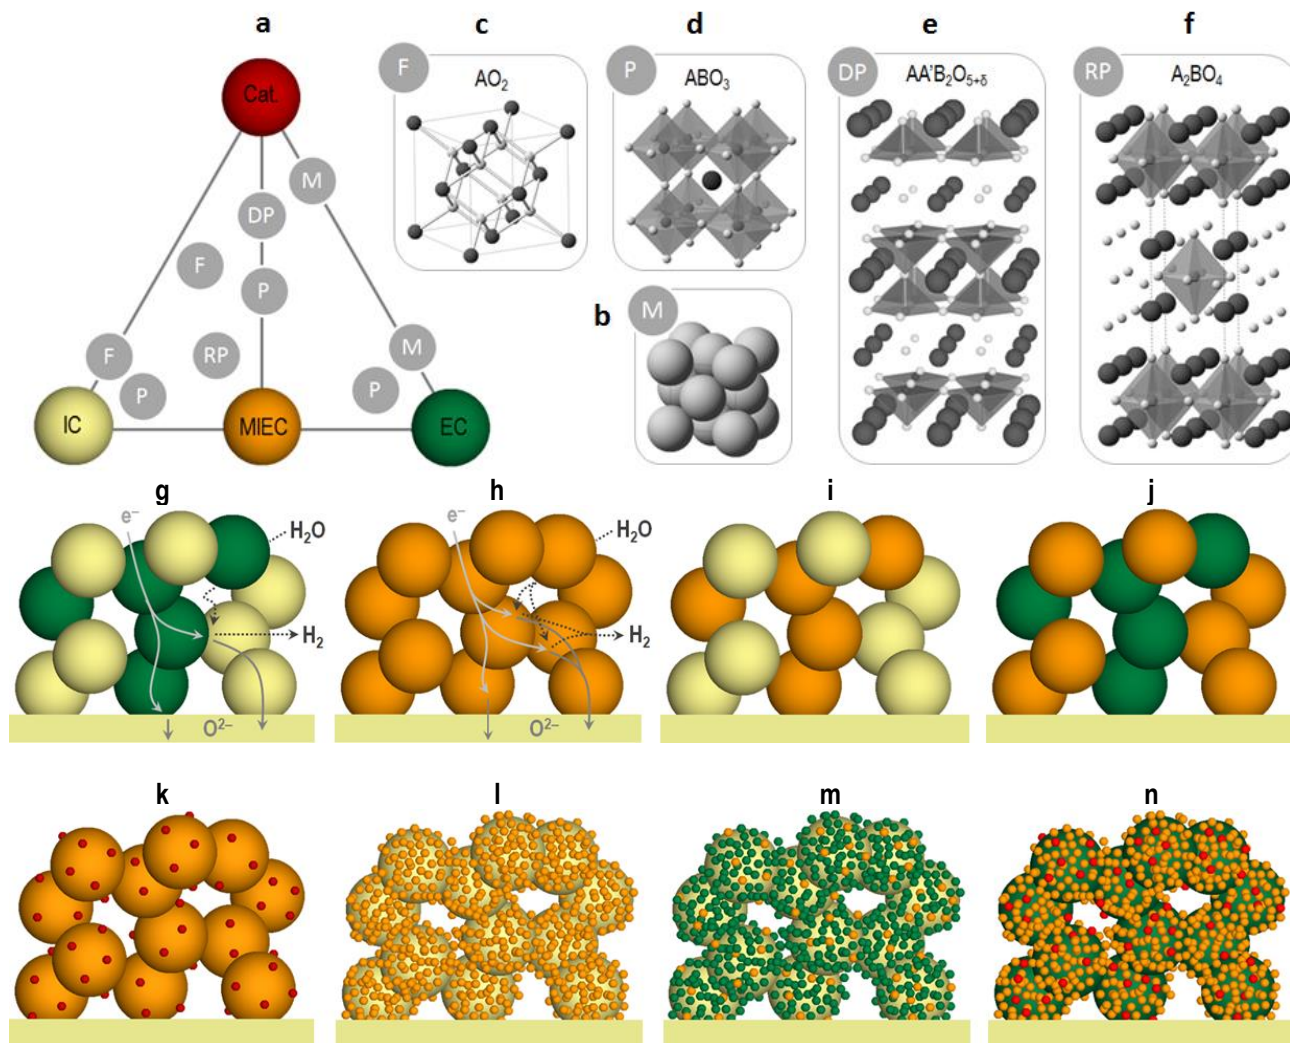 a
Cat.
M
DP
F
P
F
RP
M
P
P
IC
MIEC
EC
c
F
AO₂
d
P
ABO₃
b
M
e
DP
AA'B₂O₅₊δ
f
RP
A₂BO₄
g
e⁻
H₂O
H₂
O²⁻
h
e⁻
H₂O
H₂
O²⁻
i
j
k
l
m
n